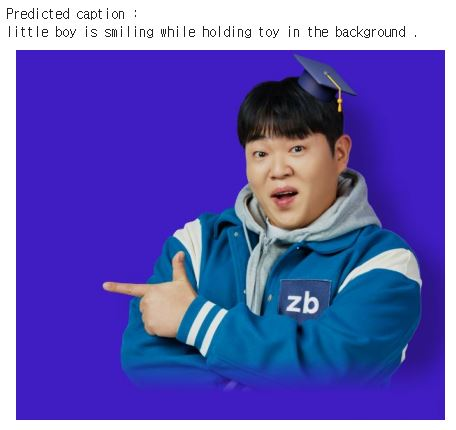 Predicted caption :
little boy is smiling while holding toy in the background .
zb